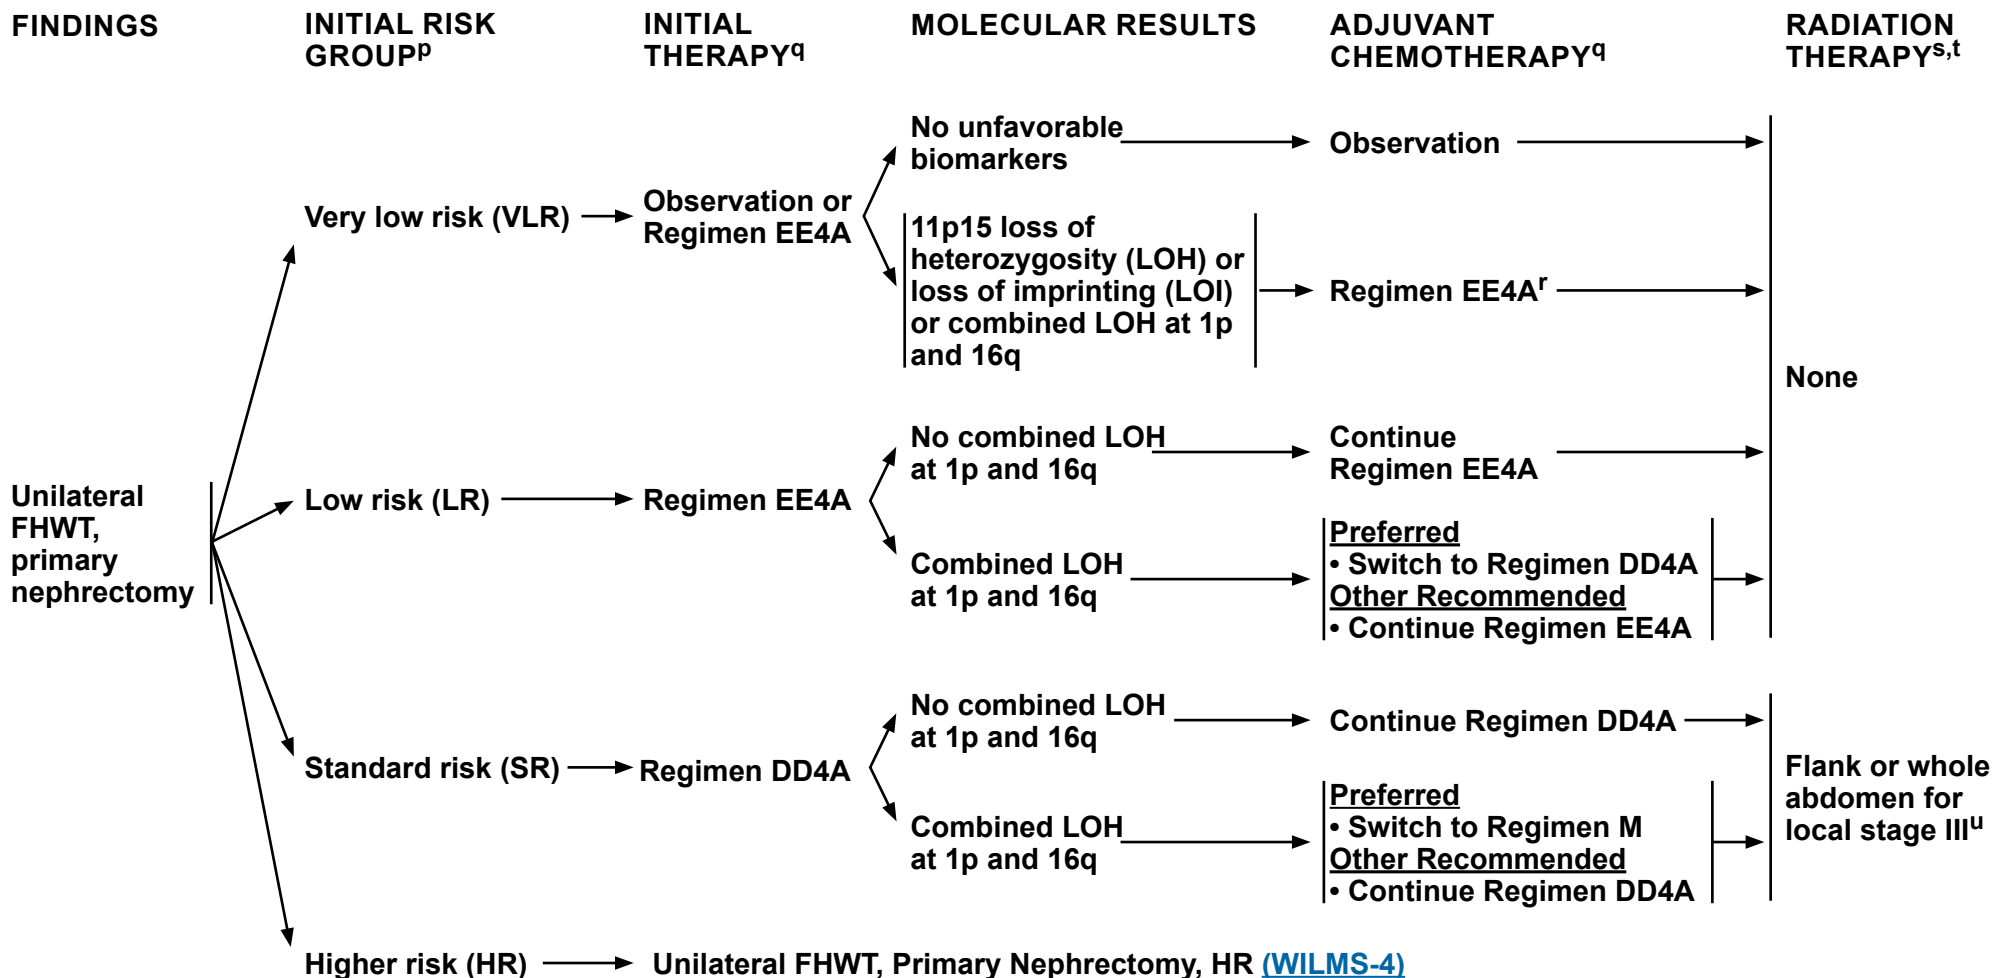 FINDINGS
INITIAL RISK
GROUPp
INITIAL
THERAPYq
MOLECULAR RESULTS
ADJUVANT
CHEMOTHERAPYq
RADIATION
THERAPYs,t
Unilateral
FHWT,
primary
nephrectomy
Very low risk (VLR)
Observation or
Regimen EE4A
No unfavorable
biomarkers
Observation
11p15 loss of
heterozygosity (LOH) or
loss of imprinting (LOI)
or combined LOH at 1p
and 16q
Regimen EE4Ar
Low risk (LR)
Regimen EE4A
No combined LOH
at 1p and 16q
Continue
Regimen EE4A
Combined LOH
at 1p and 16q
Preferred
• Switch to Regimen DD4A
Other Recommended
• Continue Regimen EE4A
None
Standard risk (SR)
Regimen DD4A
No combined LOH
at 1p and 16q
Continue Regimen DD4A
Combined LOH
at 1p and 16q
Preferred
• Switch to Regimen M
Other Recommended
• Continue Regimen DD4A
Flank or whole
abdomen for
local stage IIIu
Higher risk (HR)
Unilateral FHWT, Primary Nephrectomy, HR (WILMS-4)